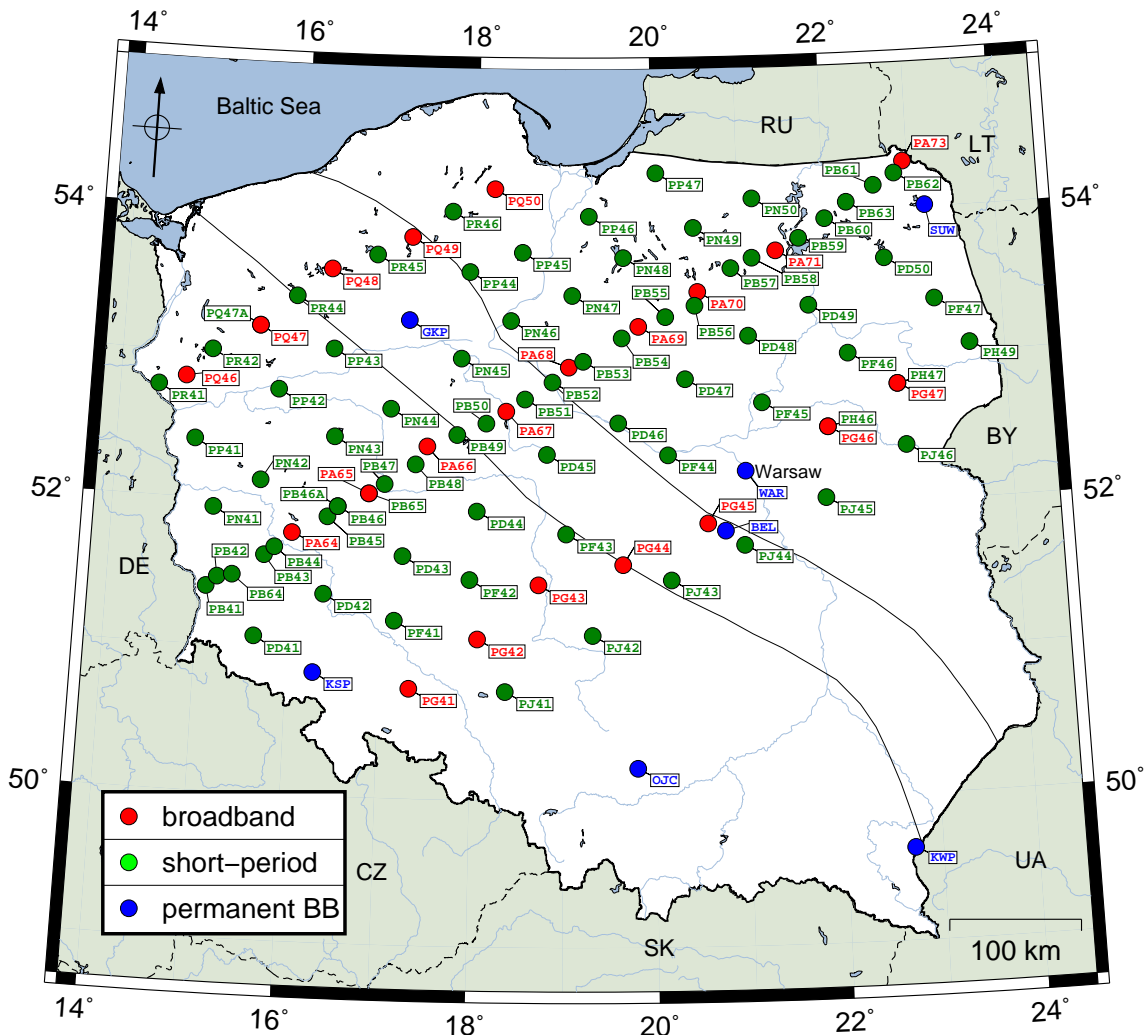 14° 16° 18° 20° 22° 24°
Baltic Sea
RU
LT
PA73
PB61
PB62
PP47
PQ50
PN50
PB63
SUW
54° 54°
PR46
PP46
PB60
PN49
PB59
PQ49
PA71
PR45
PP45
PN48
PD50
PQ48
PP44
PB57
PB58
PB55
PA70
PN47
PF47
PQ47A
PR44
PD49
PQ47
GKP
PN46
PA69
PB56
PD48
PH49
PR42
PP43
PA68
PB54
PF46
PN45
PB53
PH47
PQ46
PG47
PR41
PP42
PB52
PD47
PB50
PB51
PF45
PN44
PA67
PH46
PG46
PP41
PN43
PB49
PD46
BY
PJ46
PN42
PB47
PA66
PD45
PF44
PA65
PB48
Warsaw
52° 52°
PB46A
PB65
WAR
PN41
PB46
PG45
PJ45
PB45
PD44
BEL
PA64
PB42
PB44
PF43
PG44
PJ44
DE
PB43
PD43
PB64
PF42
PG43
PJ43
PB41
PD42
PF41
PD41
PG42
PJ42
KSP
PG41
PJ41
50° 50°
OJC
broadband
short-period
permanent BB
CZ
KWP
UA
SK
100 km
14° 16° 18° 20° 22° 24°